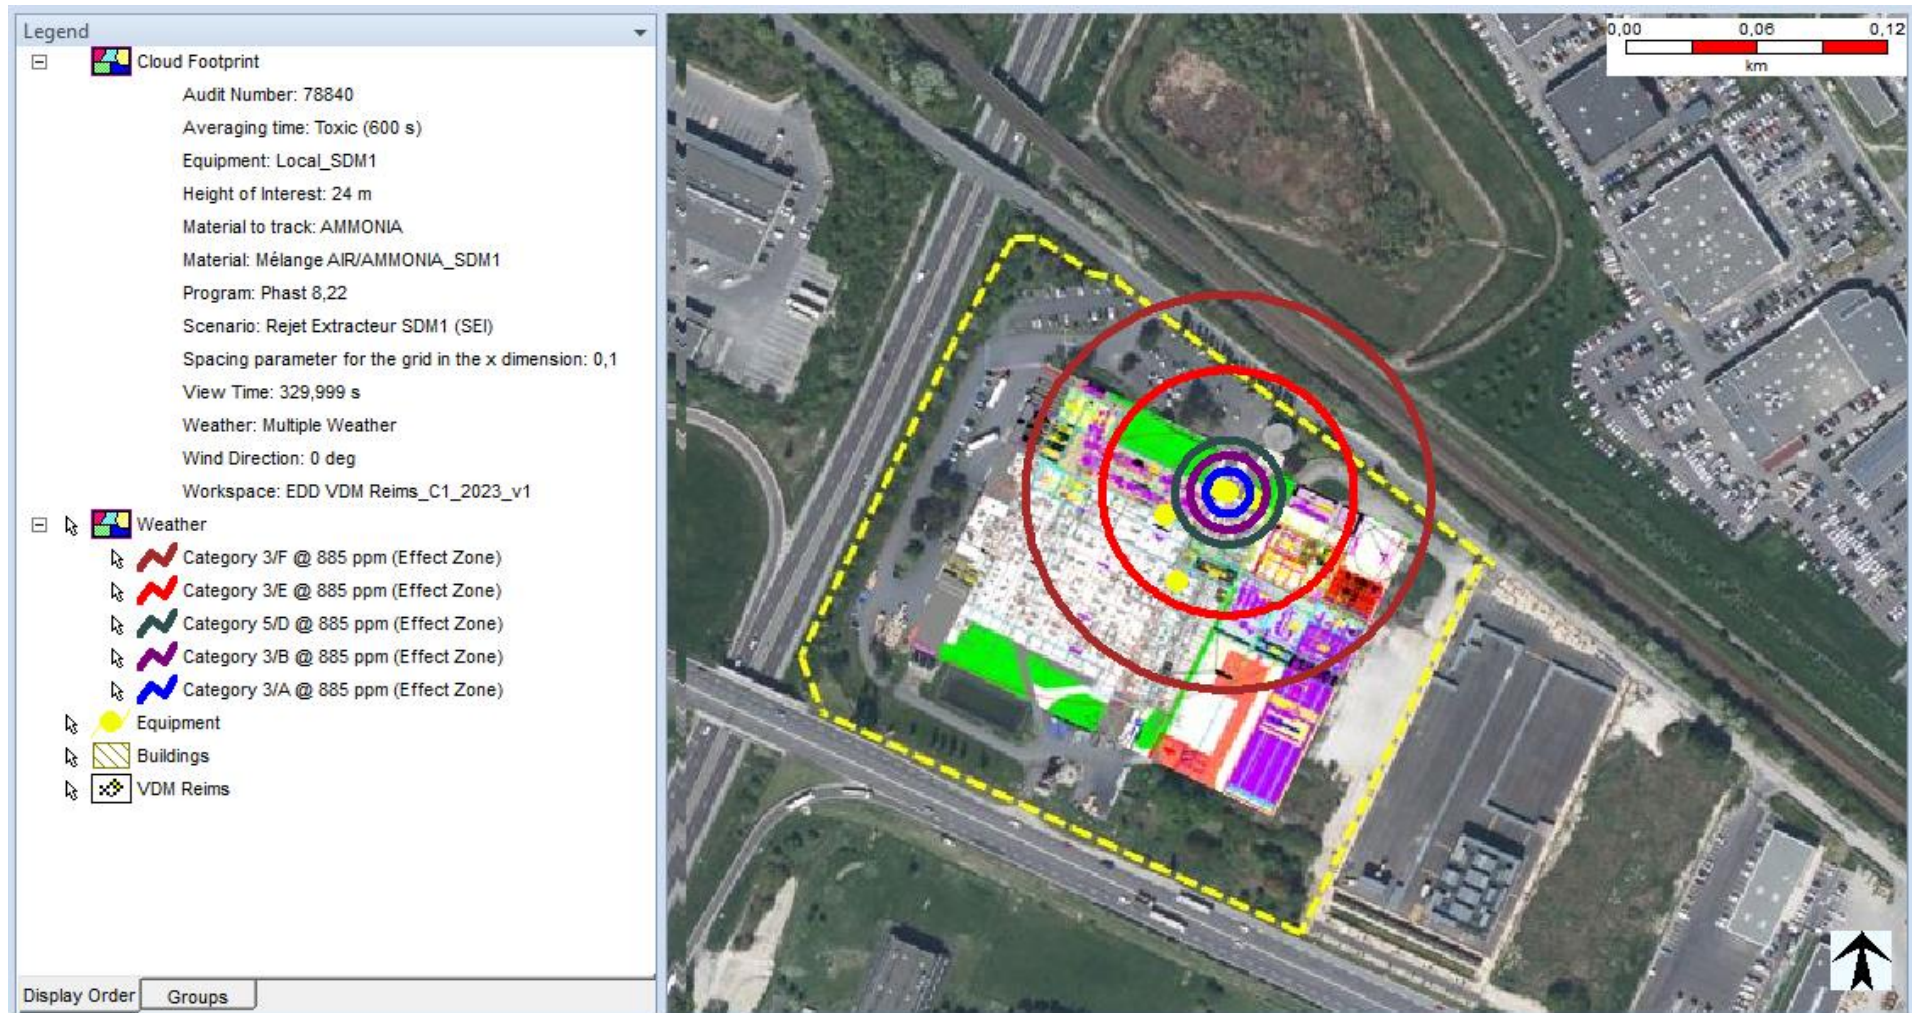 Legend
Cloud Footprint
Audit Number: 78840
Averaging time: Toxic (600 s)
Equipment: Local_SDM1
Height of Interest: 24 m
Material to track: AMMONIA
Material: Mélange AIR/AMMONIA_SDM1
Program: Phast 8,22
Scenario: Rejet Extracteur SDM1 (SEI)
Spacing parameter for the grid in the x dimension: 0,1
View Time: 329,999 s
Weather: Multiple Weather
Wind Direction: 0 deg
Workspace: EDD VDM Reims_C1_2023_v1
Weather
Category 3/F @ 885 ppm (Effect Zone)
Category 3/E @ 885 ppm (Effect Zone)
Category 5/D @ 885 ppm (Effect Zone)
Category 3/B @ 885 ppm (Effect Zone)
Category 3/A @ 885 ppm (Effect Zone)
Equipment
Buildings
VDM Reims
Display Order Groups
0,00 0,06 0,12
km